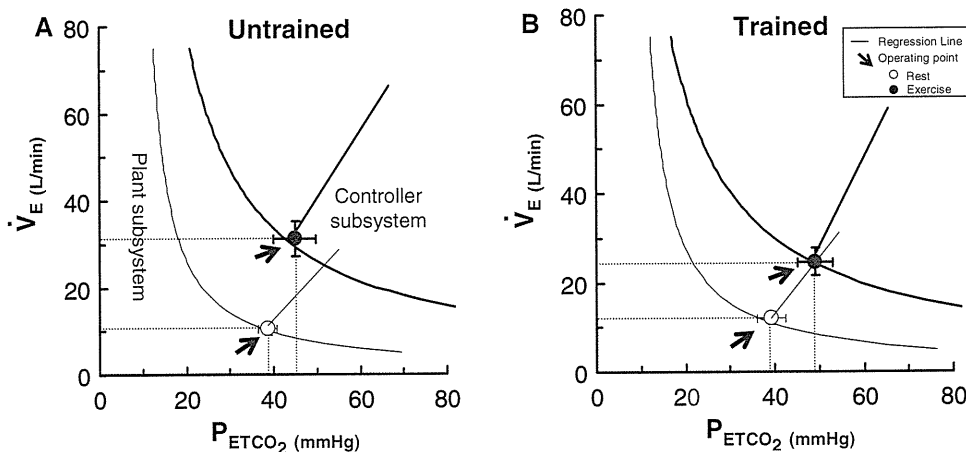 A
Untrained
80
60
40
20
0
V̇E (L/min)
Plant subsystem
Controller
subsystem
0 20 40 60 80
PETCO2 (mmHg)
B
Trained
80
60
40
20
0
V̇E (L/min)
Regression Line
Operating point
Rest
Exercise
0 20 40 60 80
PETCO2 (mmHg)